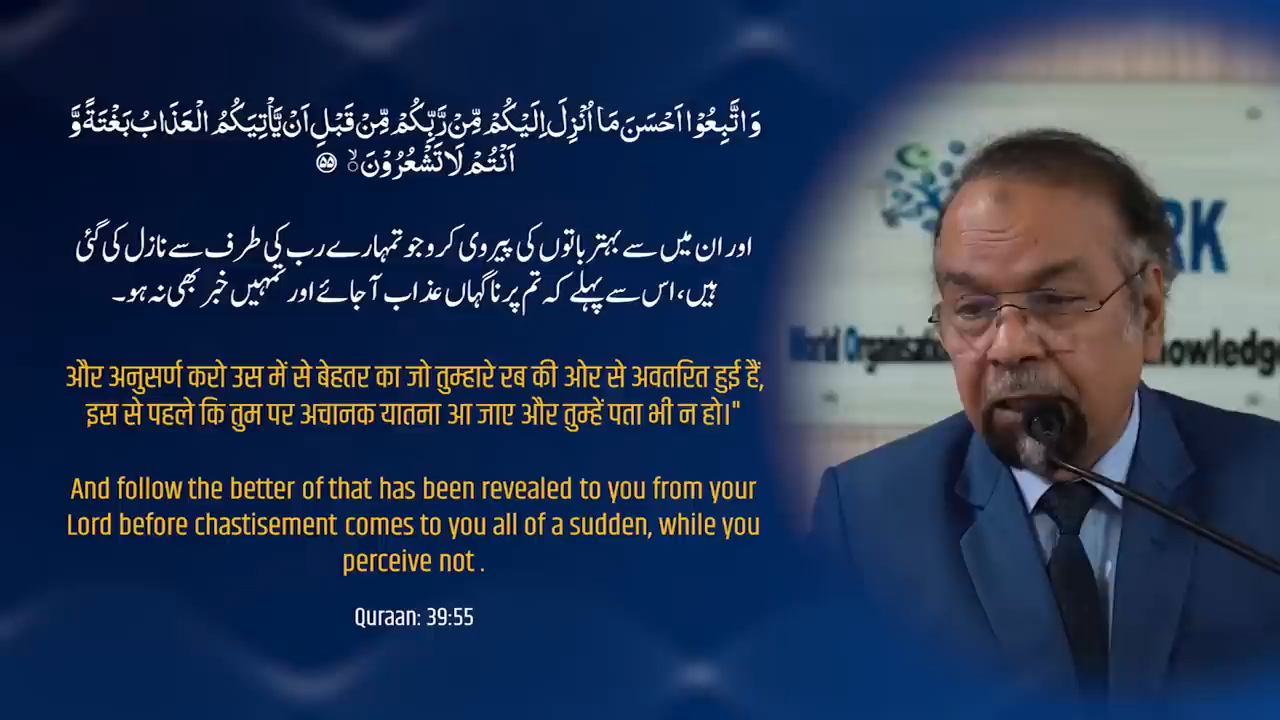 وَاتَّبِعُوْٓا اَحْسَنَ مَآ اُنْزِلَ اِلَيْكُمْ مِّنْ رَّبِّكُمْ مِّنْ قَبْلِ اَنْ يَّاْتِيَكُمُ الْعَذَابُ بَغْتَةً وَّ
اَنْتُمْ لَا تَشْعُرُوْنَ ۙ ۵۵
اور ان میں سے بہتر باتوں کی پیروی کرو جو تمہارے رب کی طرف سے نازل کی گئی
ہیں، اس سے پہلے کہ تم پر ناگہاں عذاب آ جائے اور تمہیں خبر بھی نہ ہو۔
और अनुसर्ण करो उस में से बेहतर का जो तुम्हारे रब की ओर से अवतरित हुई हैं,
इस से पहले कि तुम पर अचानक यातना आ जाए और तुम्हें पता भी न हो।"
And follow the better of that has been revealed to you from your
Lord before chastisement comes to you all of a sudden, while you
perceive not .
Quraan: 39:55
RK
World Organisati
nowledg